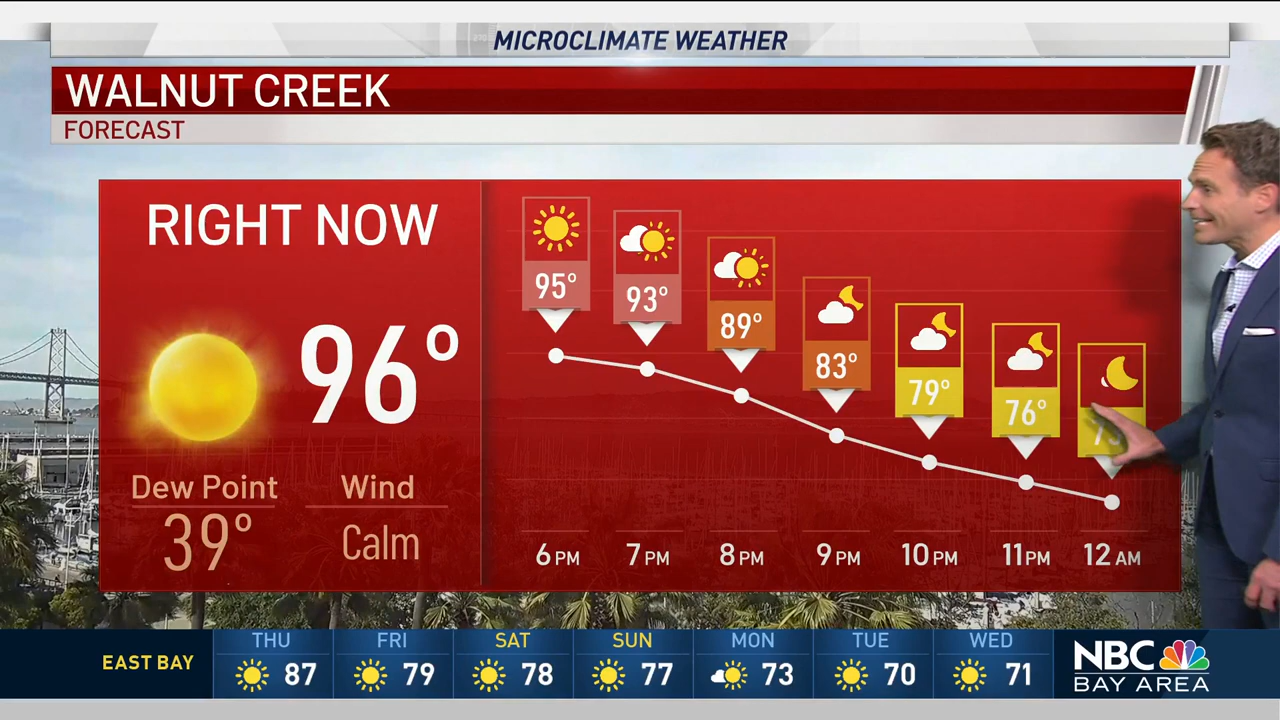 MICROCLIMATE WEATHER
WALNUT CREEK
FORECAST
RIGHT NOW
96°
Dew Point
39°
Wind
Calm
95°
93°
89°
83°
79°
76°
6 PM
7 PM
8 PM
9 PM
10 PM
11 PM
12 AM
EAST BAY
THU
87
FRI
79
SAT
78
SUN
77
MON
73
TUE
70
WED
71
NBC
BAY AREA